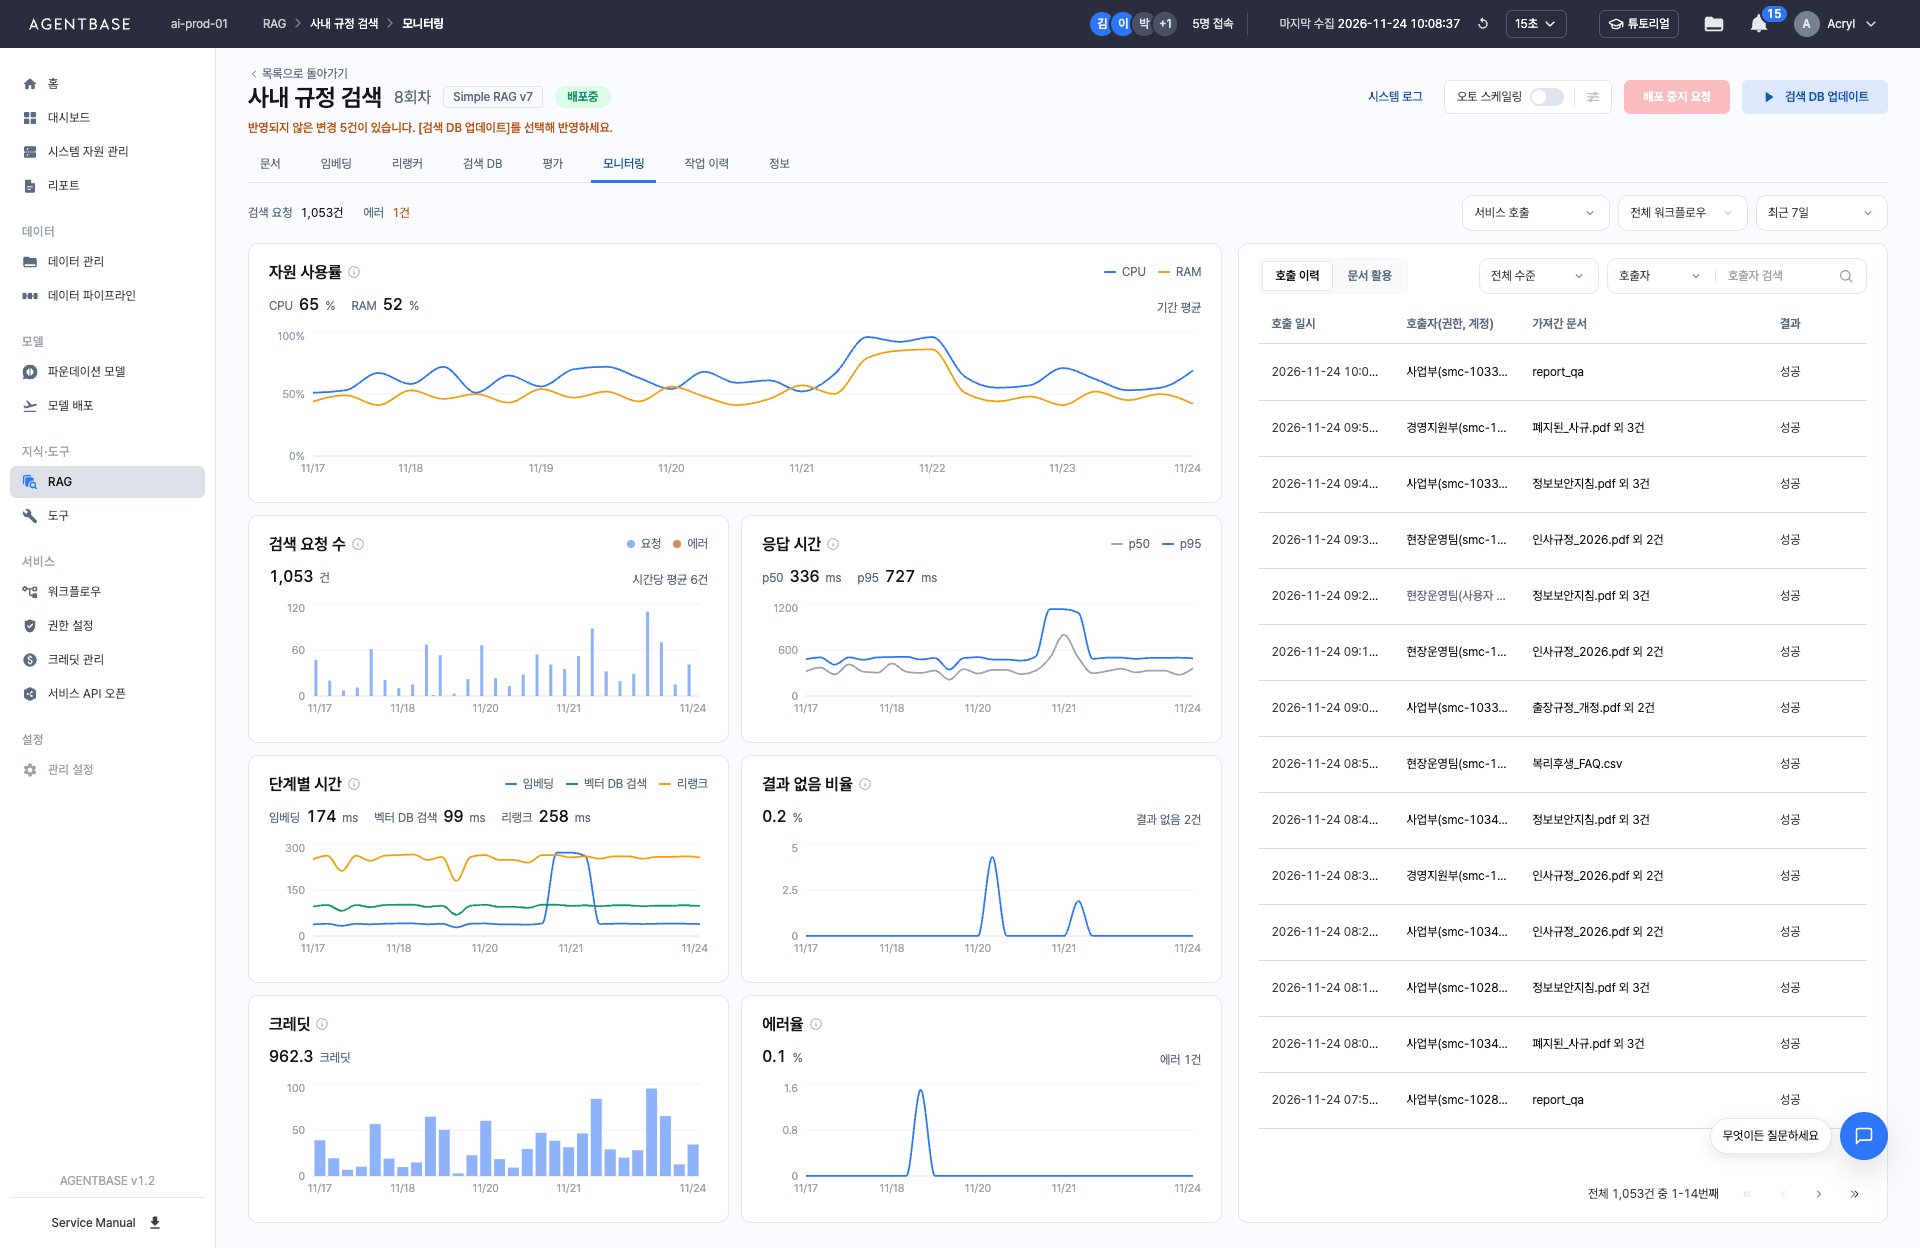 AGENTBASE
ai-prod-01
RAG
사내 규정 검색
모니터링
김
이
박
+1
5명 접속
마지막 수집 2026-11-24 10:08:37
15초
튜토리얼
15
A
Acryl
홈
대시보드
시스템 자원 관리
리포트
데이터
데이터 관리
데이터 파이프라인
모델
파운데이션 모델
모델 배포
지식·도구
RAG
도구
서비스
워크플로우
권한 설정
크레딧 관리
서비스 API 오픈
설정
관리 설정
AGENTBASE v1.2
Service Manual
목록으로 돌아가기
사내 규정 검색 8회차 Simple RAG v7 배포중
반영되지 않은 변경 5건이 있습니다. [검색 DB 업데이트]를 선택해 반영하세요.
시스템 로그
오토 스케일링
배포 중지 요청
검색 DB 업데이트
문서 임베딩 리랭커 검색 DB 평가 모니터링 작업 이력 정보
검색 요청 1,053건 에러 1건
서비스 호출
전체 워크플로우
최근 7일
자원 사용률
CPU RAM
CPU 65 % RAM 52 %
기간 평균
100%
50%
0%
11/17 11/18 11/19 11/20 11/21 11/22 11/23 11/24
검색 요청 수
요청 에러
1,053 건
시간당 평균 6건
120
60
0
11/17 11/18 11/20 11/21 11/24
응답 시간
p50 p95
p50 336 ms p95 727 ms
1200
600
0
11/17 11/18 11/20 11/21 11/24
단계별 시간
임베딩 벡터 DB 검색 리랭크
임베딩 174 ms 벡터 DB 검색 99 ms 리랭크 258 ms
300
150
0
11/17 11/18 11/20 11/21 11/24
결과 없음 비율
0.2 %
결과 없음 2건
5
2.5
0
11/17 11/18 11/20 11/21 11/24
크레딧
962.3 크레딧
100
50
0
11/17 11/18 11/20 11/21 11/24
에러율
0.1 %
에러 1건
1.6
0.8
0
11/17 11/18 11/20 11/21 11/24
호출 이력 문서 활용
전체 수준
호출자
호출자 검색
호출 일시 호출자(권한, 계정) 가져간 문서 결과
2026-11-24 10:0... 사업부(smc-1033... report_qa 성공
2026-11-24 09:5... 경영지원부(smc-1... 폐지된_사규.pdf 외 3건 성공
2026-11-24 09:4... 사업부(smc-1033... 정보보안지침.pdf 외 3건 성공
2026-11-24 09:3... 현장운영팀(smc-1... 인사규정_2026.pdf 외 2건 성공
2026-11-24 09:2... 현장운영팀(사용자 ... 정보보안지침.pdf 외 3건 성공
2026-11-24 09:1... 현장운영팀(smc-1... 인사규정_2026.pdf 외 2건 성공
2026-11-24 09:0... 사업부(smc-1033... 출장규정_개정.pdf 외 2건 성공
2026-11-24 08:5... 현장운영팀(smc-1... 복리후생_FAQ.csv 성공
2026-11-24 08:4... 사업부(smc-1034... 정보보안지침.pdf 외 3건 성공
2026-11-24 08:3... 경영지원부(smc-1... 인사규정_2026.pdf 외 2건 성공
2026-11-24 08:2... 사업부(smc-1034... 인사규정_2026.pdf 외 2건 성공
2026-11-24 08:1... 사업부(smc-1028... 정보보안지침.pdf 외 3건 성공
2026-11-24 08:0... 사업부(smc-1034... 폐지된_사규.pdf 외 3건 성공
2026-11-24 07:5... 사업부(smc-1028... report_qa 성공
무엇이든 질문하세요
전체 1,053건 중 1-14번째